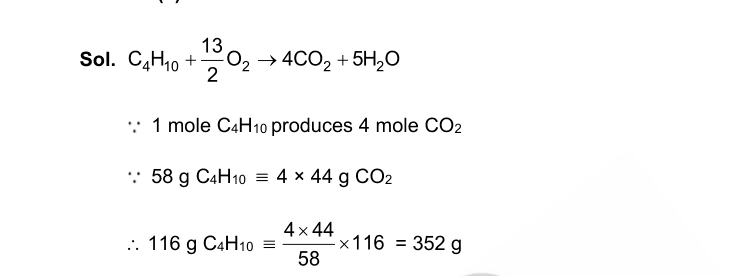 Sol. C₄H₁₀ + 13/2 O₂ → 4CO₂ + 5H₂O
∵ 1 mole C₄H₁₀ produces 4 mole CO₂
∵ 58 g C₄H₁₀ ≡ 4 × 44 g CO₂
∴ 116 g C₄H₁₀ ≡ (4 × 44)/58 × 116 = 352 g